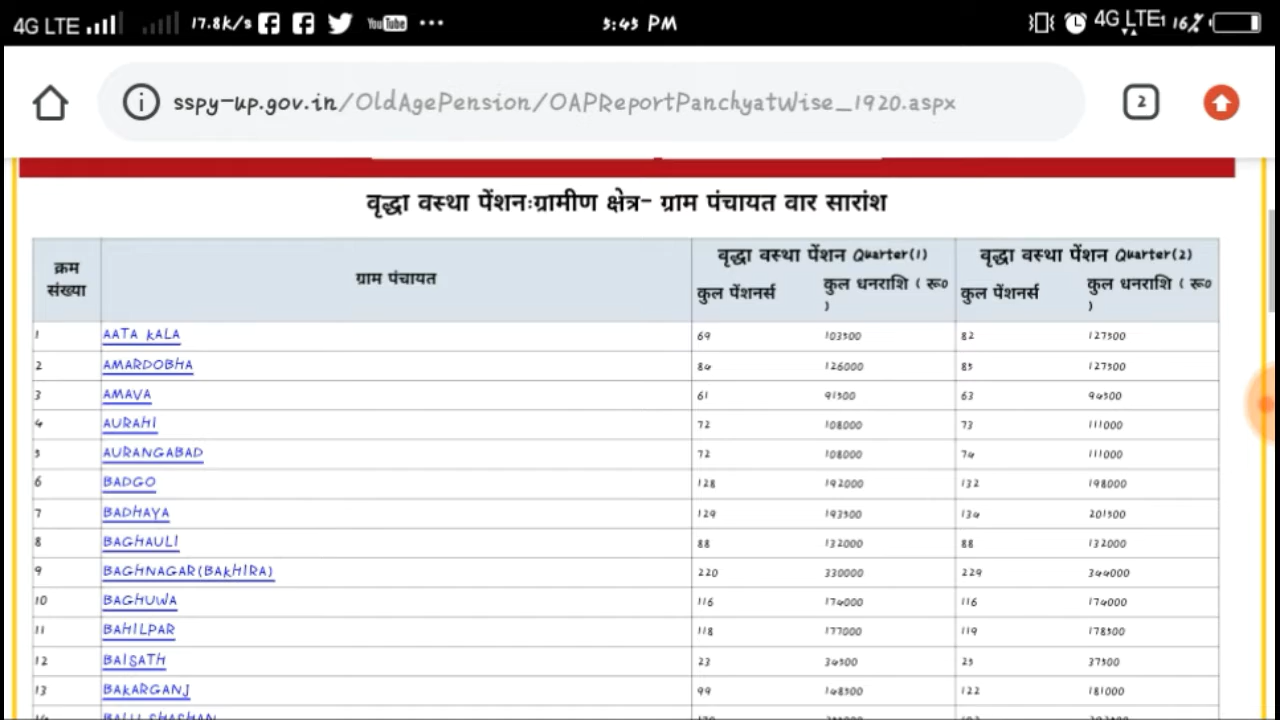 4G LTE 17.8K/s YouTube ••• 5:45 PM 4G LTE1 16%
sspy-up.gov.in/OldAgePension/OAPReportPanchyatWise_1920.aspx 2
वृद्धा वस्था पेंशन:ग्रामीण क्षेत्र- ग्राम पंचायत वार सारांश
क्रम संख्या ग्राम पंचायत वृद्धा वस्था पेंशन Quarter(1) वृद्धा वस्था पेंशन Quarter(2)
कुल पेंशनर्स कुल धनराशि ( रू0 ) कुल पेंशनर्स कुल धनराशि ( रू0 )
1 AATA KALA 69 103500 82 127500
2 AMARDOBHA 84 126000 85 127500
3 AMAVA 61 91500 63 94500
4 AURAHI 72 108000 73 111000
5 AURANGABAD 72 108000 74 111000
6 BADGO 128 192000 132 198000
7 BADHAYA 129 193500 134 201500
8 BAGHAULI 88 132000 88 132000
9 BAGHNAGAR(BAKHIRA) 220 330000 229 344000
10 BAGHUWA 116 174000 116 174000
11 BAHILPAR 118 177000 119 178500
12 BAISATH 23 34500 25 37500
13 BAKARGANJ 99 148500 122 181000